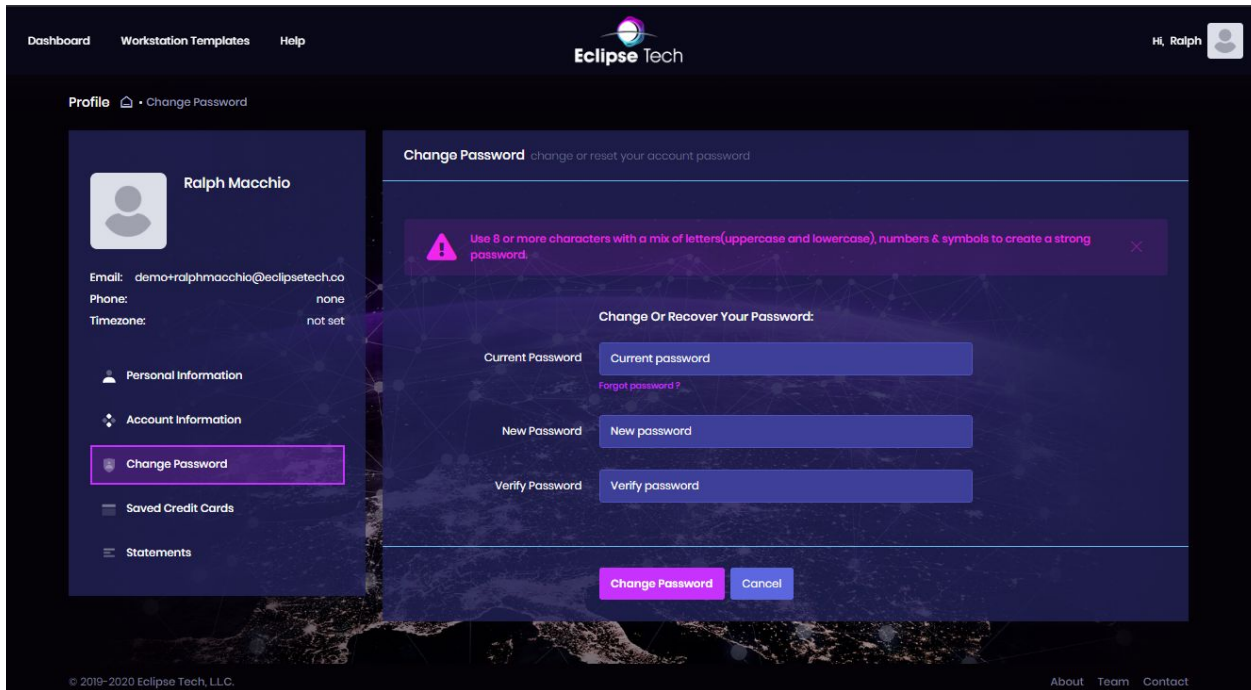 Dashboard Workstation Templates Help
Eclipse Tech
Hi, Ralph
Profile • Change Password
Ralph Macchio
Email: demo+ralphmacchio@eclipsetech.co
Phone: none
Timezone: not set
Personal Information
Account Information
Change Password
Saved Credit Cards
Statements
Change Password change or reset your account password
Use 8 or more characters with a mix of letters(uppercase and lowercase), numbers & symbols to create a strong
password.
Change Or Recover Your Password:
Current Password Current password
Forgot password ?
New Password New password
Verify Password Verify password
Change Password Cancel
© 2019-2020 Eclipse Tech, L.L.C.
About Team Contact